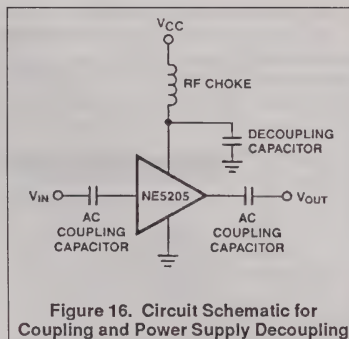 VCC
RF CHOKE
DECOUPLING
CAPACITOR
VIN
NE5205
VOUT
AC
COUPLING
CAPACITOR
AC
COUPLING
CAPACITOR
Figure 16. Circuit Schematic for
Coupling and Power Supply Decoupling